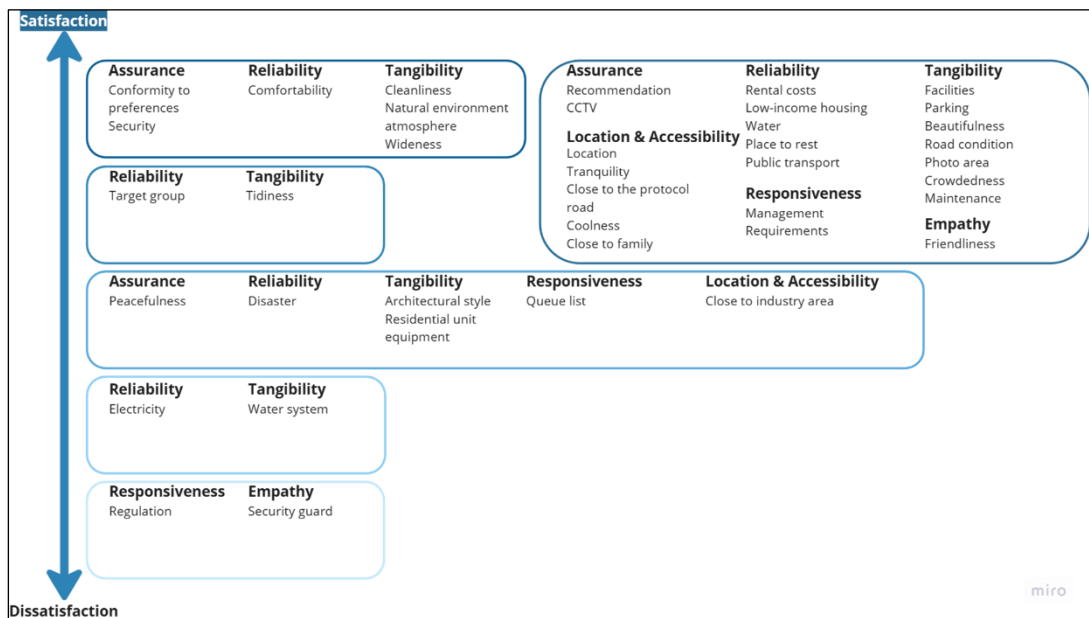 Satisfaction
Assurance
Conformity to
preferences
Security
Reliability
Comfortability
Tangibility
Cleanliness
Natural environment
atmosphere
Wideness
Assurance
Recommendation
CCTV
Location & Accessibility
Location
Tranquility
Close to the protocol
road
Coolness
Close to family
Reliability
Rental costs
Low-income housing
Water
Place to rest
Public transport
Responsiveness
Management
Requirements
Tangibility
Facilities
Parking
Beautifulness
Road condition
Photo area
Crowdedness
Maintenance
Empathy
Friendliness
Reliability
Target group
Tangibility
Tidiness
Assurance
Peacefulness
Reliability
Disaster
Tangibility
Architectural style
Residential unit
equipment
Responsiveness
Queue list
Location & Accessibility
Close to industry area
Reliability
Electricity
Tangibility
Water system
Responsiveness
Regulation
Empathy
Security guard
Dissatisfaction
miro